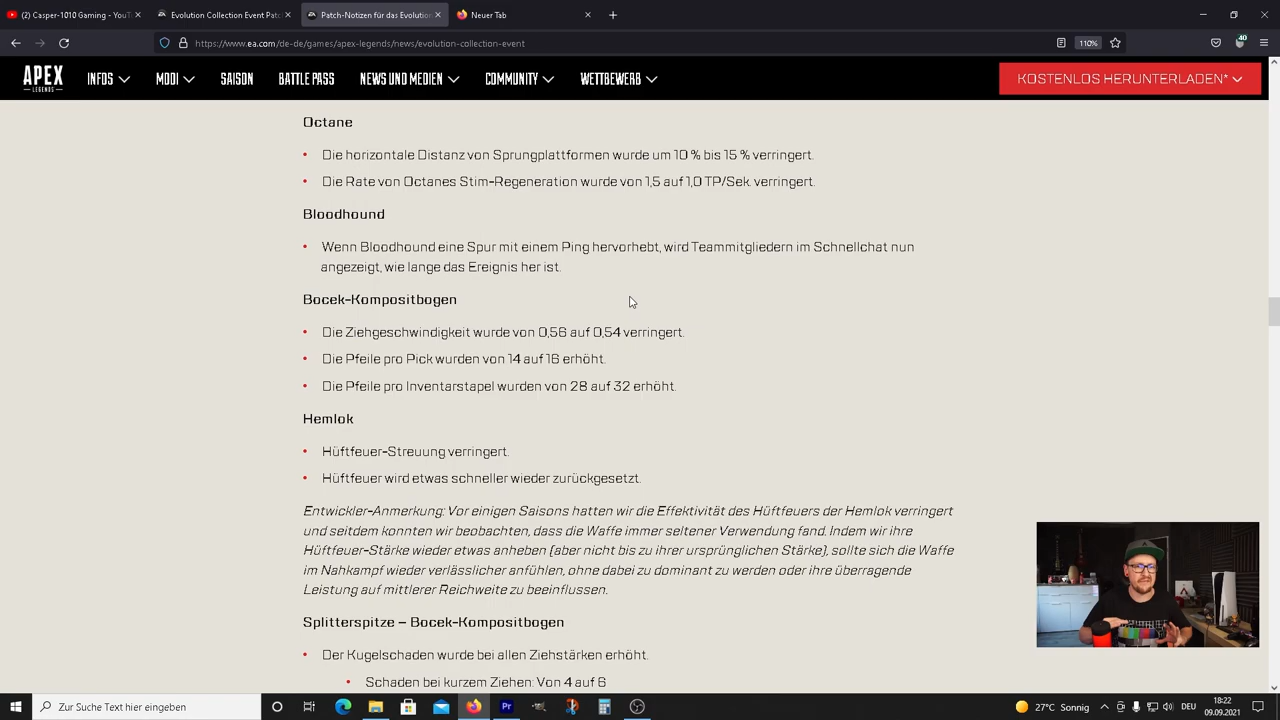 (2) Casper-1010 Gaming - YouT
Evolution Collection Event Patc
Patch-Notizen für das Evolution
Neuer Tab
https://www.ea.com/de-de/games/apex-legends/news/evolution-collection-event
110%
40
APEX
LEGENDS
INFOS
MODI
SAISON
BATTLE PASS
NEWS UND MEDIEN
COMMUNITY
WETTBEWERB
KOSTENLOS HERUNTERLADEN*
Octane
• Die horizontale Distanz von Sprungplattformen wurde um 10 % bis 15 % verringert.
• Die Rate von Octanes Stim-Regeneration wurde von 1,5 auf 1,0 TP/Sek. verringert.
Bloodhound
• Wenn Bloodhound eine Spur mit einem Ping hervorhebt, wird Teammitgliedern im Schnellchat nun
angezeigt, wie lange das Ereignis her ist.
Bocek-Kompositbogen
• Die Ziehgeschwindigkeit wurde von 0,56 auf 0,54 verringert.
• Die Pfeile pro Pick wurden von 14 auf 16 erhöht.
• Die Pfeile pro Inventarstapel wurden von 28 auf 32 erhöht.
Hemlok
• Hüftfeuer-Streuung verringert.
• Hüftfeuer wird etwas schneller wieder zurückgesetzt.
Entwickler-Anmerkung: Vor einigen Saisons hatten wir die Effektivität des Hüftfeuers der Hemlok verringert
und seitdem konnten wir beobachten, dass die Waffe immer seltener Verwendung fand. Indem wir ihre
Hüftfeuer-Stärke wieder etwas anheben (aber nicht bis zu ihrer ursprünglichen Stärke), sollte sich die Waffe
im Nahkampf wieder verlässlicher anfühlen, ohne dabei zu dominant zu werden oder ihre überragende
Leistung auf mittlerer Reichweite zu beeinflussen.
Splitterspitze – Bocek-Kompositbogen
• Der Kugelschaden wurde bei allen Ziehstärken erhöht.
• Schaden bei kurzem Ziehen: Von 4 auf 6
Zur Suche Text hier eingeben
Pr
27°C Sonnig
DEU
18:22
09.09.2021